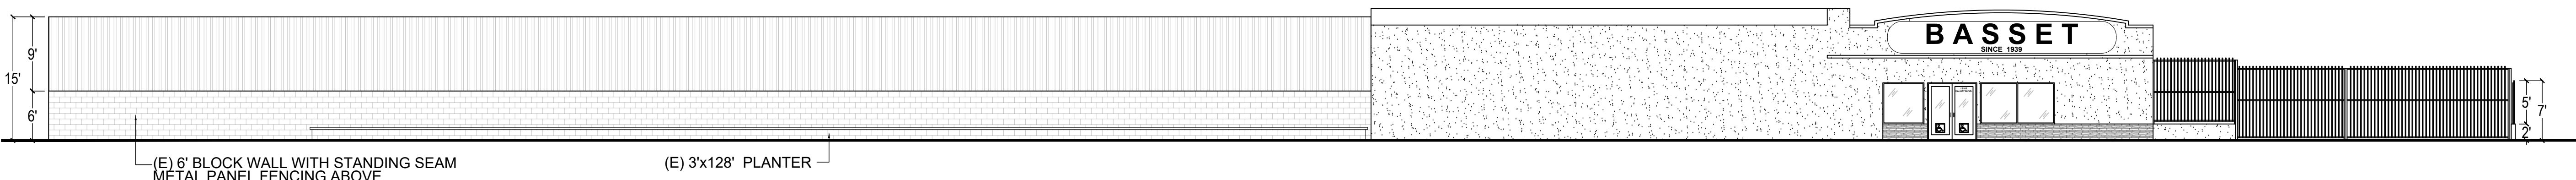 15'
9'
6'
(E) 6' BLOCK WALL WITH STANDING SEAM
METAL PANEL FENCING ABOVE
(E) 3'x128' PLANTER
BASSET
SINCE 1939
5'
7'
2'